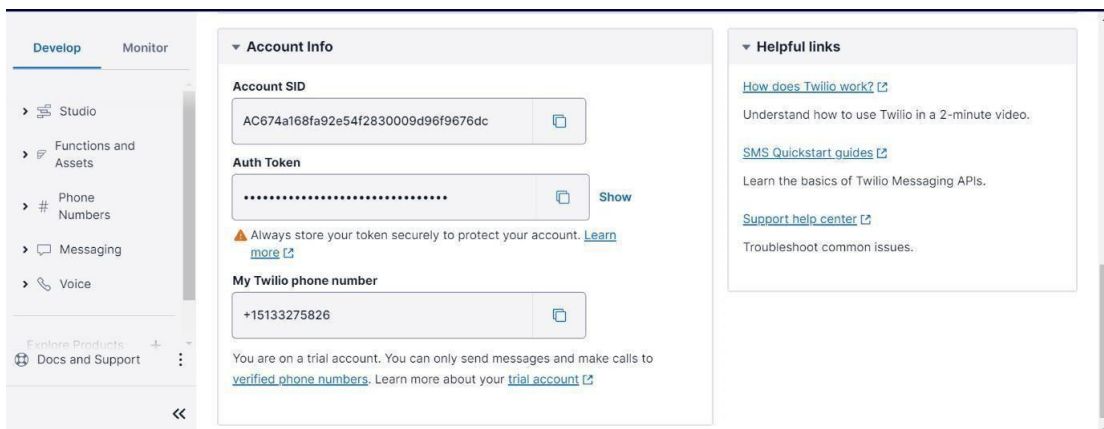 Develop
Monitor
Studio
Functions and
Assets
Phone
Numbers
Messaging
Voice
Explore Products
Docs and Support
Account Info
Account SID
AC674a168fa92e54f2830009d96f9676dc
Auth Token
••••••••••••••••••••••••••••••••
Show
Always store your token securely to protect your account. Learn
more
My Twilio phone number
+15133275826
You are on a trial account. You can only send messages and make calls to
verified phone numbers. Learn more about your trial account
Helpful links
How does Twilio work?
Understand how to use Twilio in a 2-minute video.
SMS Quickstart guides
Learn the basics of Twilio Messaging APIs.
Support help center
Troubleshoot common issues.